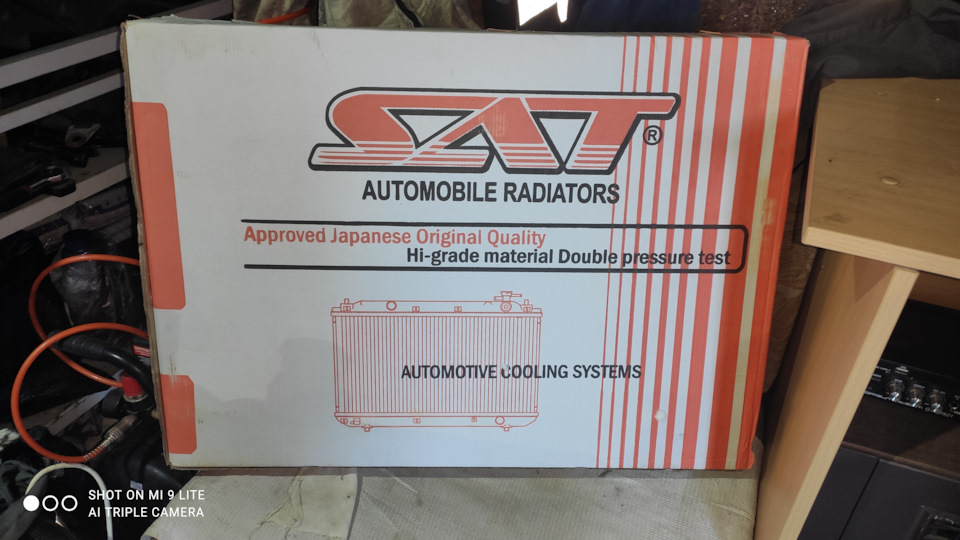 SAT®
AUTOMOBILE RADIATORS
Approved Japanese Original Quality
Hi-grade material Double pressure test
AUTOMOTIVE COOLING SYSTEMS
SHOT ON MI 9 LITE
AI TRIPLE CAMERA